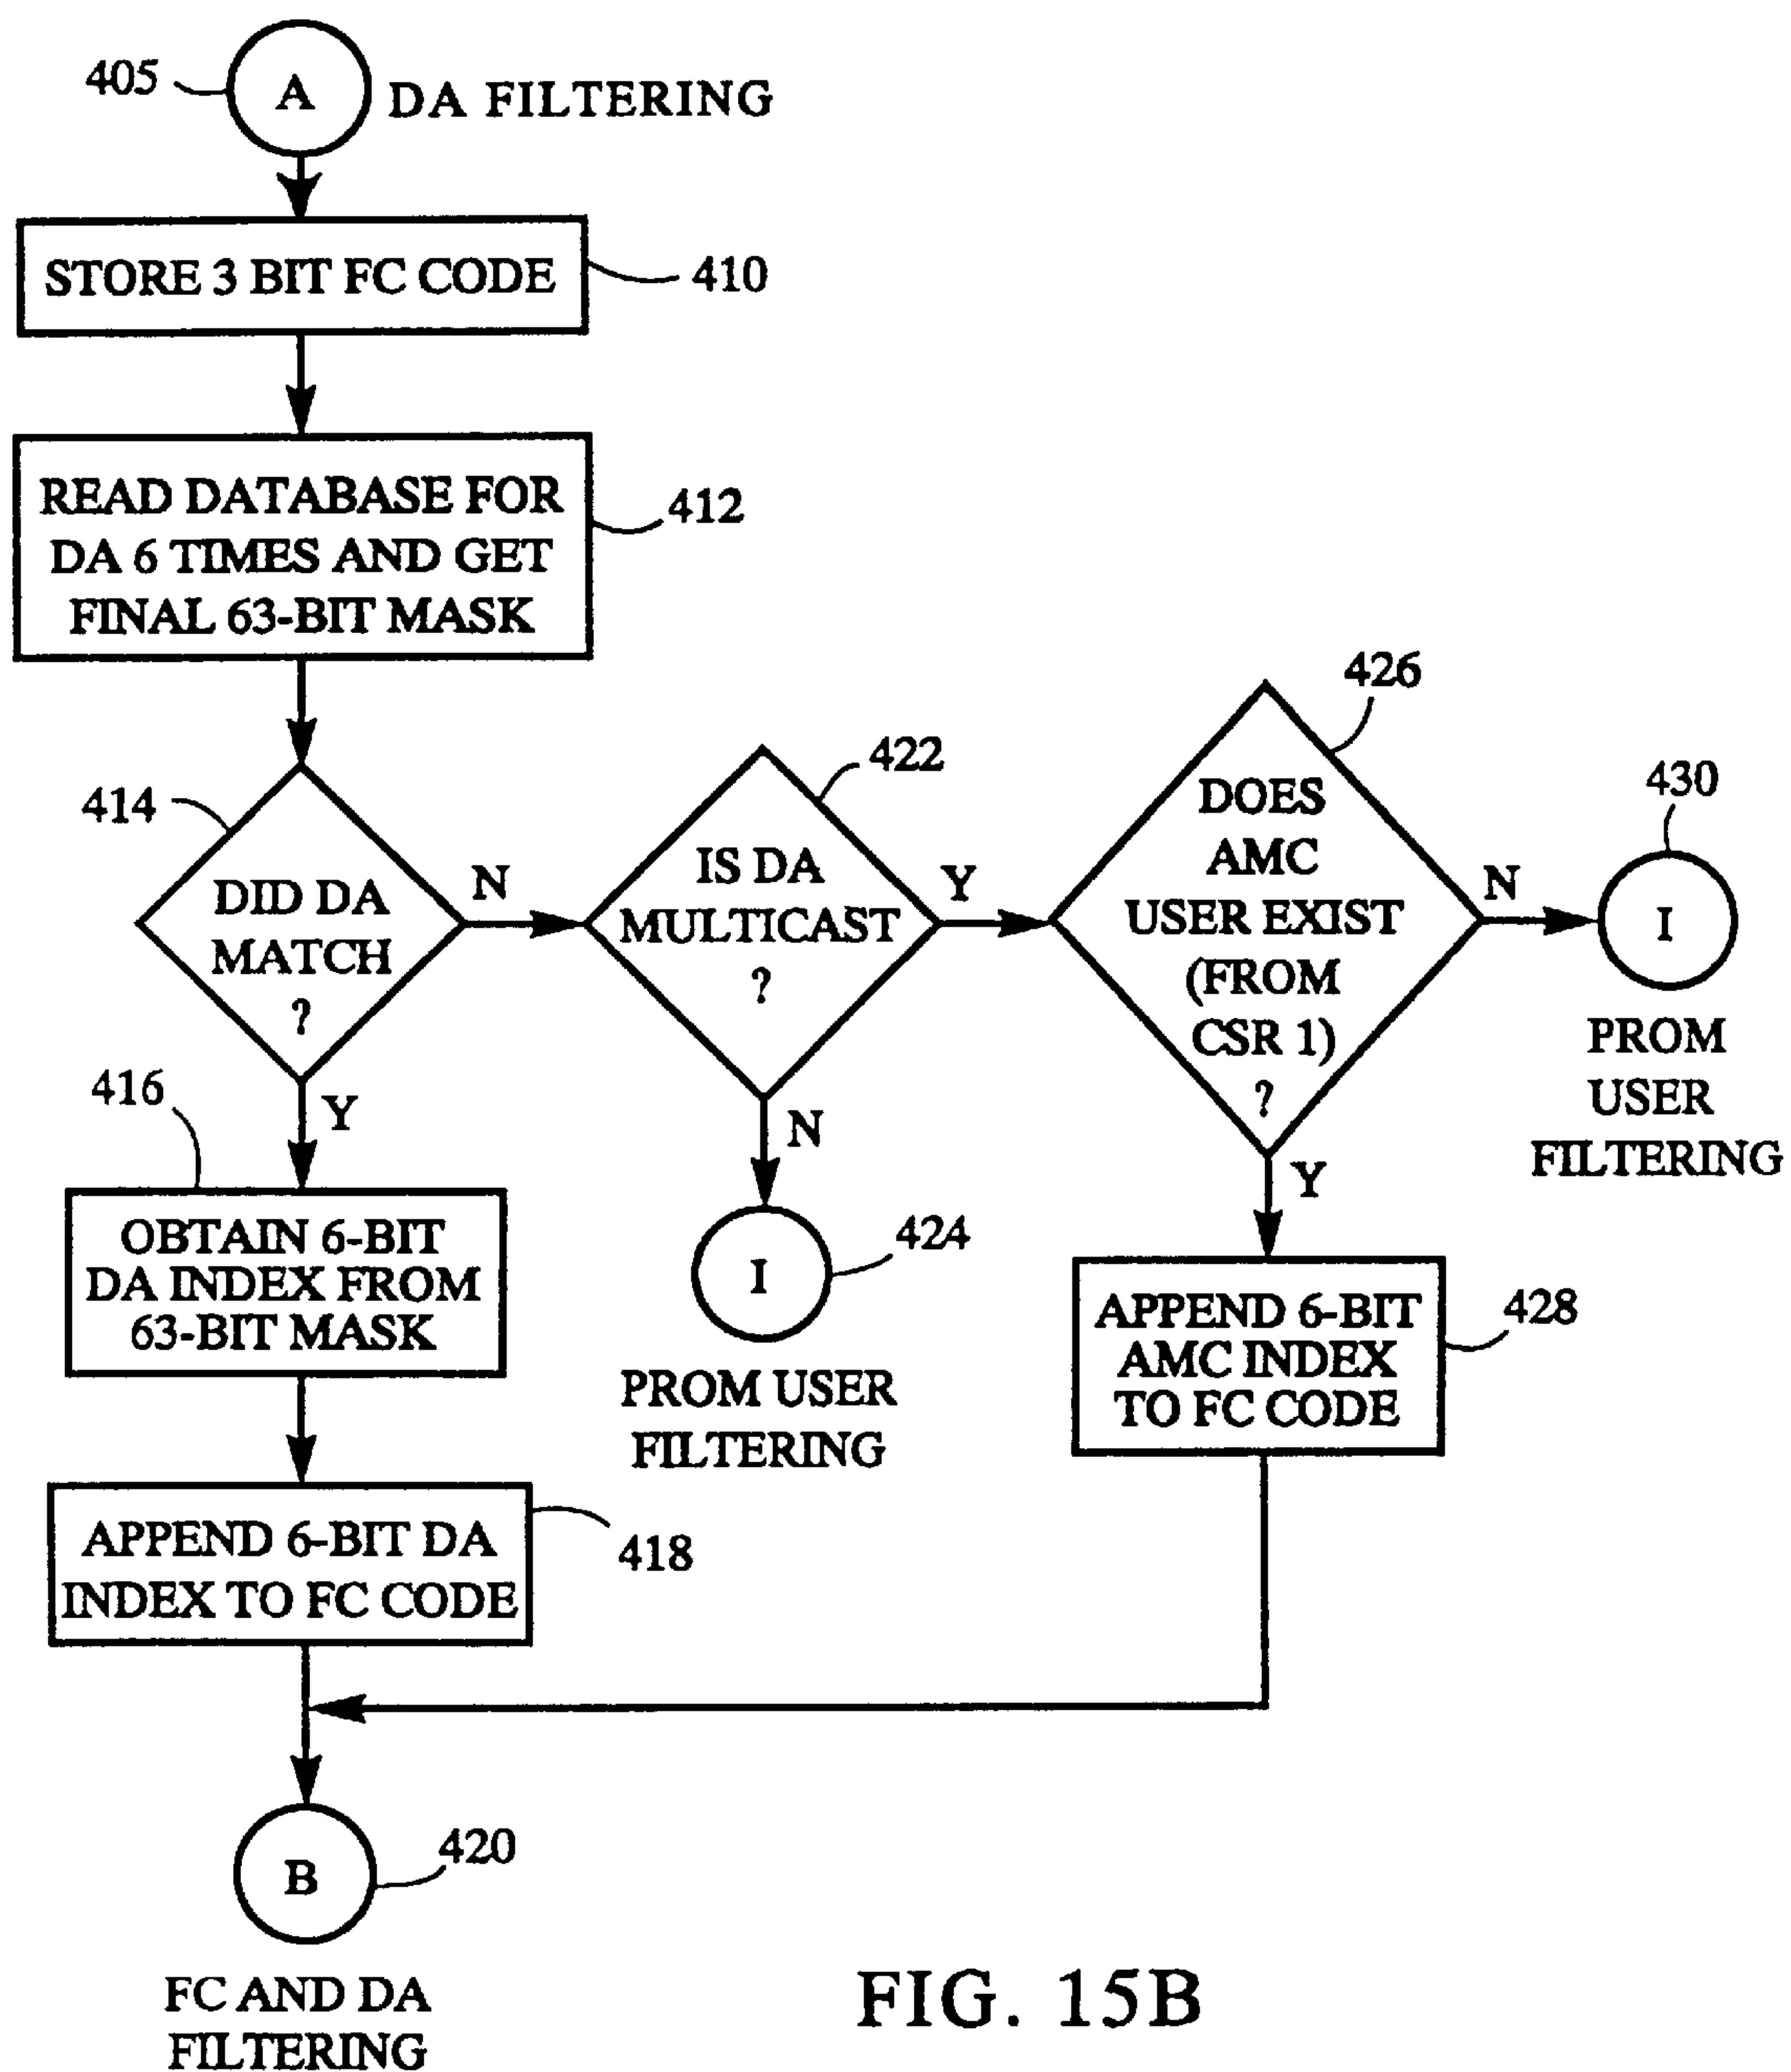 405
A
DA FILTERING
STORE 3 BIT FC CODE
410
READ DATABASE FOR
DA 6 TIMES AND GET
FINAL 63-BIT MASK
412
414
DID DA
MATCH
?
N
Y
422
IS DA
MULTICAST
?
Y
N
426
DOES
AMC
USER EXIST
(FROM
CSR 1)
?
N
Y
430
I
PROM
USER
FILTERING
416
OBTAIN 6-BIT
DA INDEX FROM
63-BIT MASK
I
424
PROM USER
FILTERING
APPEND 6-BIT
AMC INDEX
TO FC CODE
428
APPEND 6-BIT DA
INDEX TO FC CODE
418
B
420
FC AND DA
FILTERING
FIG. 15B